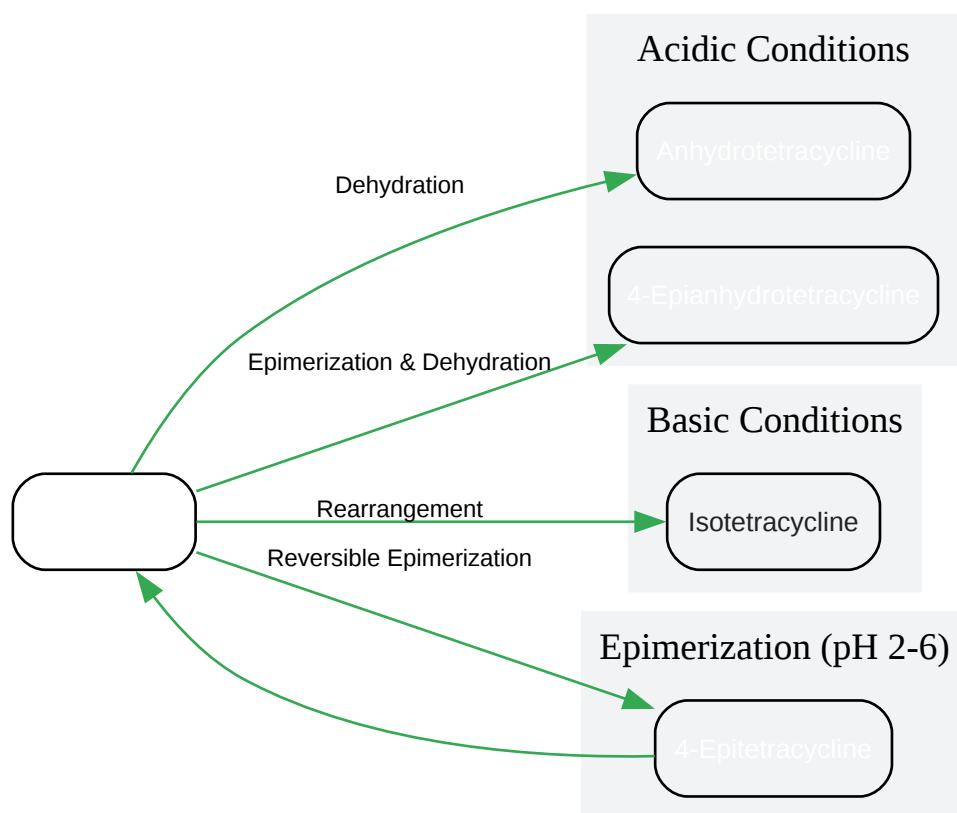 Acidic Conditions
Anhydrotetracycline
Dehydration
4-Epianhydrotetracycline
Epimerization & Dehydration
Basic Conditions
Rearrangement
Isotetracycline
Reversible Epimerization
Epimerization (pH 2-6)
4-Epitetracycline